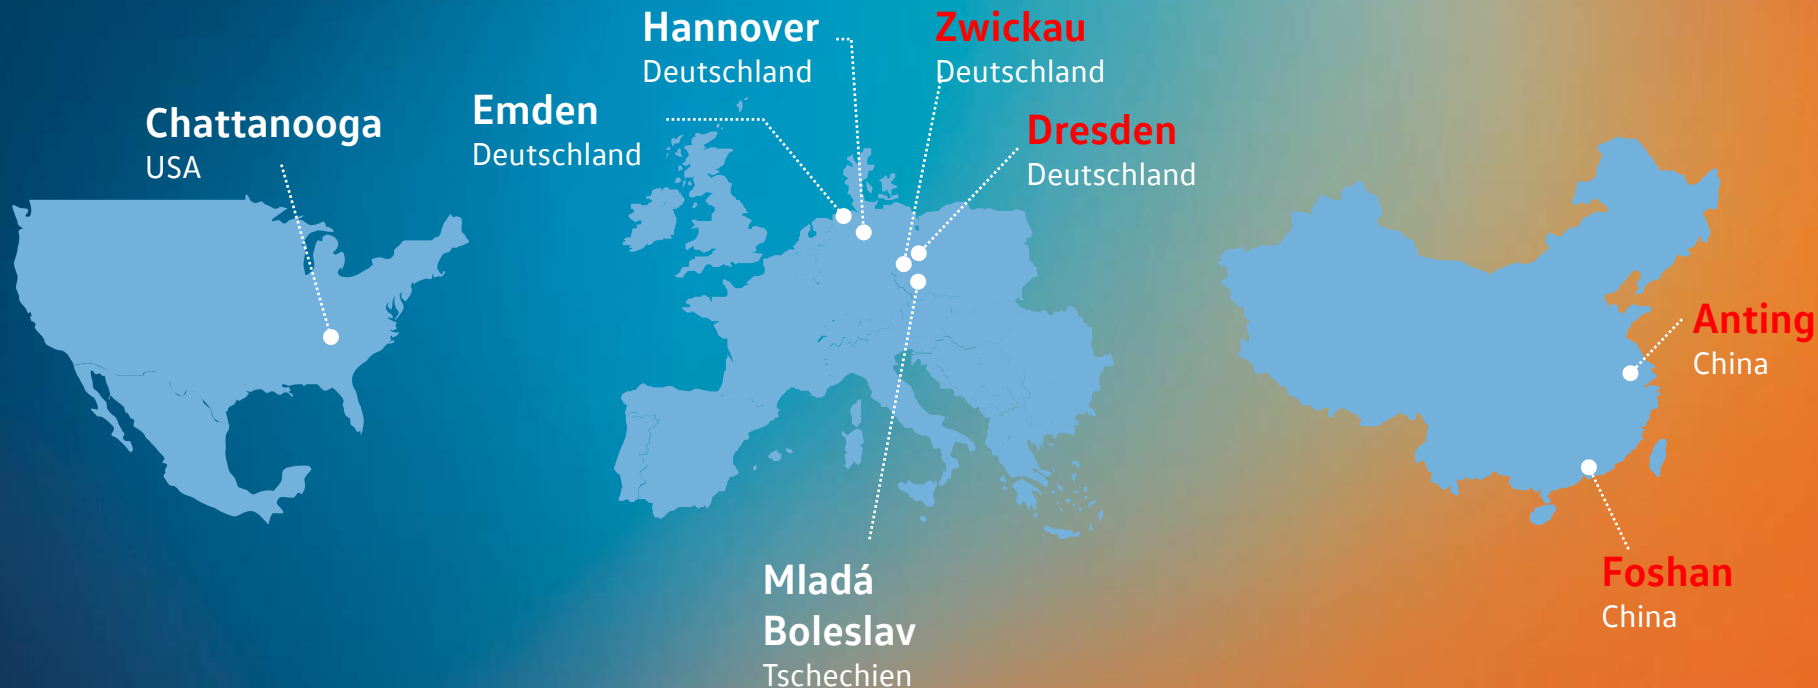 Hannover
Deutschland
Zwickau
Deutschland
Emden
Deutschland
Chattanooga
USA
Dresden
Deutschland
Anting
China
Foshan
China
Mladá
Boleslav
Tschechien